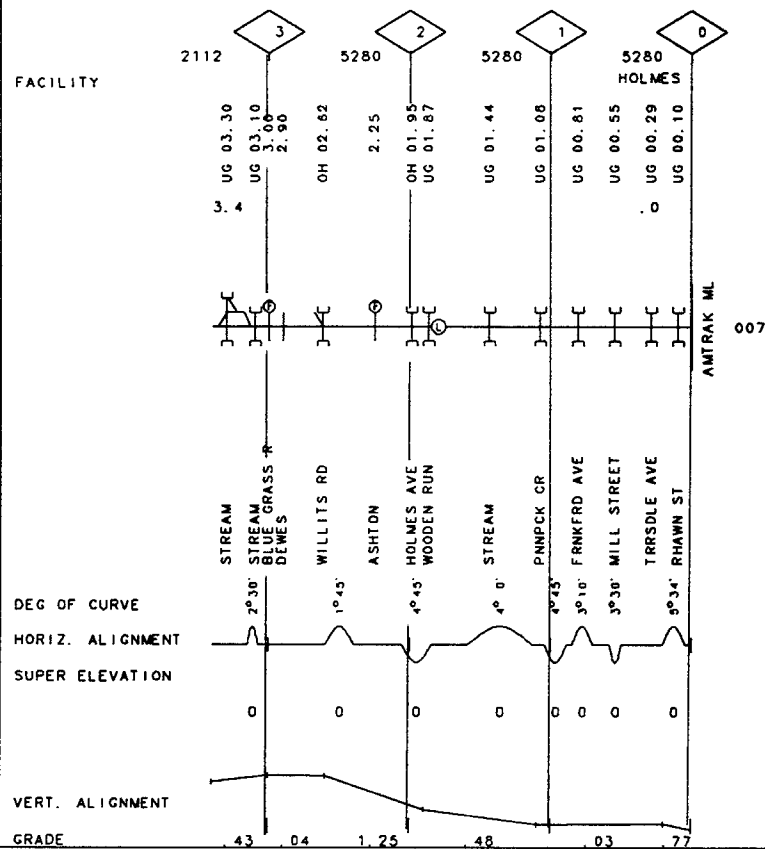 3 2 1 0
2112 5280 5280 5280
FACILITY
HOLMES
UG 03.30
UG 03.10
3.00
2.90
OH 02.62
2.25
OH 01.95
UG 01.87
UG 01.44
UG 01.08
UG 00.81
UG 00.55
UG 00.29
UG 00.10
3.4 .0
F F L
AMTRAK ML
007
STREAM
STREAM
BLUE GRASS R
DEWES
WILLITS RD
ASHTON
HOLMES AVE
WOODEN RUN
STREAM
PNNPCK CR
FRNKFRD AVE
MILL STREET
TRRSDLE AVE
RHAWN ST
DEG OF CURVE
2°30' 1°45' 4°45' 4° 0' 4°45' 3°10' 3°30' 5°34'
HORIZ. ALIGNMENT
SUPER ELEVATION
0 0 0 0 0 0 0 0
VERT. ALIGNMENT
GRADE .43 .04 1.25 .48 .03 .77